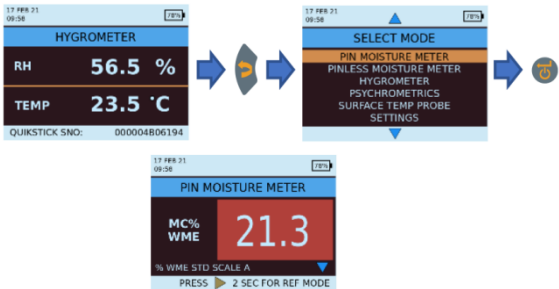 17 FEB 21
09:56
78%
HYGROMETER
RH 56.5 %
TEMP 23.5 °C
QUIKSTICK SNO: 000004B06194
17 FEB 21
09:56
78%
SELECT MODE
PIN MOISTURE METER
PINLESS MOISTURE METER
HYGROMETER
PSYCHROMETRICS
SURFACE TEMP PROBE
SETTINGS
17 FEB 21
09:56
78%
PIN MOISTURE METER
MC%
WME
21.3
% WME STD SCALE A
PRESS 2 SEC FOR REF MODE